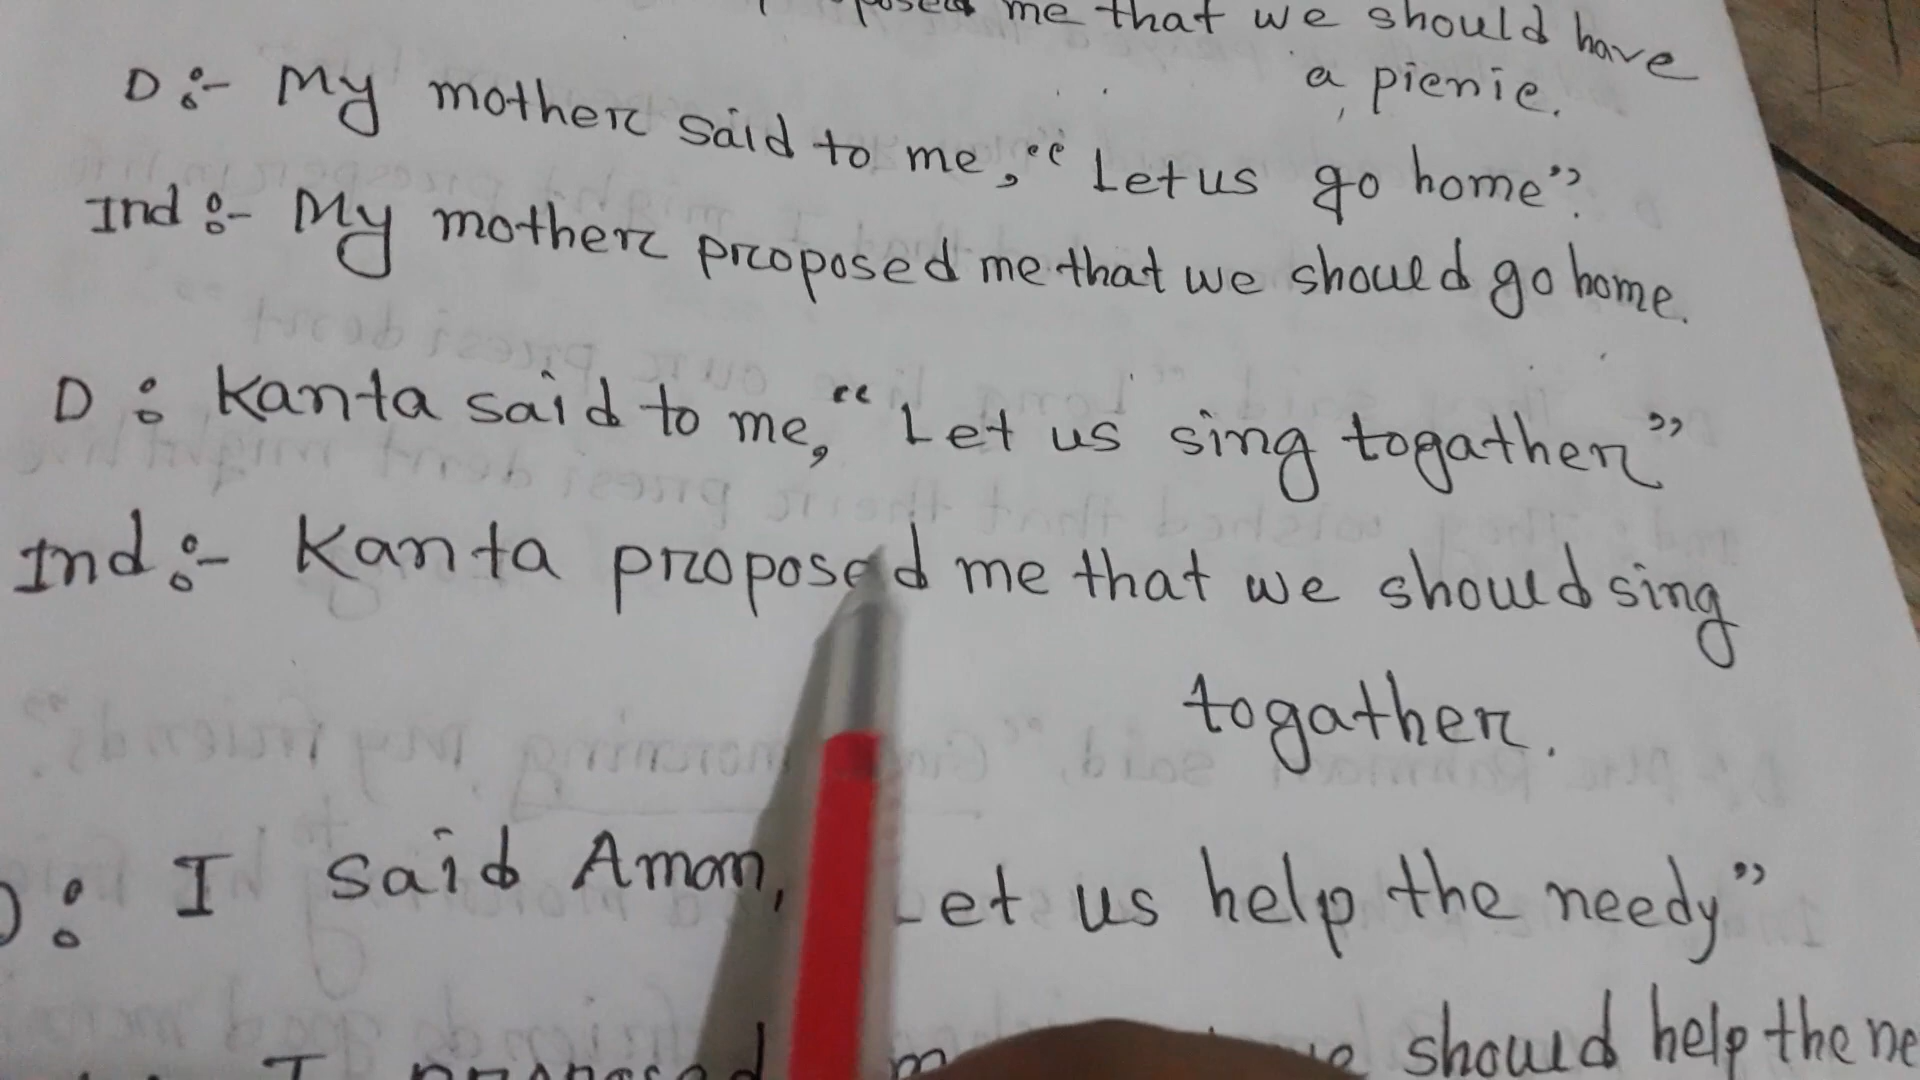 me that we should have
a picnic.
D :- My mother said to me, "Let us go home".
Ind :- My mother proposed me that we should go home.
D : Kanta said to me, "Let us sing togather"
Ind :- Kanta proposed me that we should sing
togather.
D : I said Aman, Let us help the needy"
I proposed should help the ne